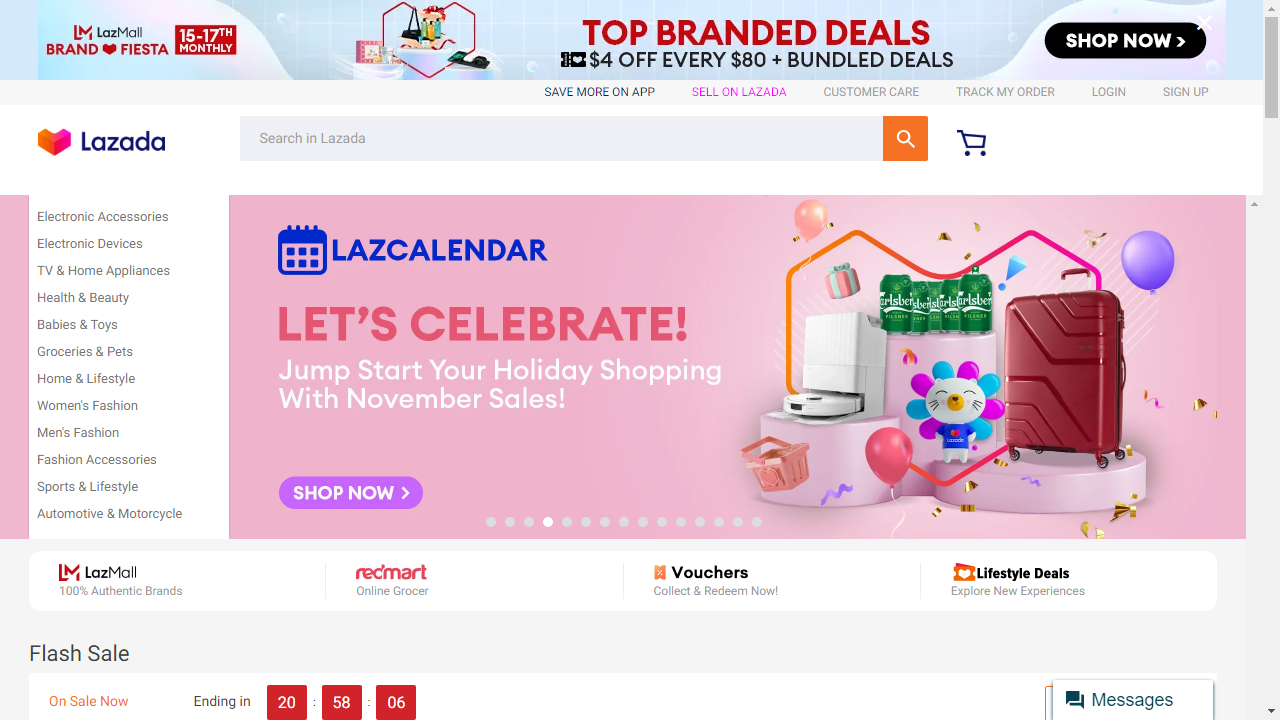 LazMall
BRAND FIESTA
15-17TH
MONTHLY
TOP BRANDED DEALS
$4 OFF EVERY $80 + BUNDLED DEALS
SHOP NOW >
SAVE MORE ON APP
SELL ON LAZADA
CUSTOMER CARE
TRACK MY ORDER
LOGIN
SIGN UP
Lazada
Search in Lazada
Electronic Accessories
Electronic Devices
TV & Home Appliances
Health & Beauty
Babies & Toys
Groceries & Pets
Home & Lifestyle
Women's Fashion
Men's Fashion
Fashion Accessories
Sports & Lifestyle
Automotive & Motorcycle
LAZCALENDAR
LET'S CELEBRATE!
Jump Start Your Holiday Shopping
With November Sales!
SHOP NOW >
Lazada
LazMall
100% Authentic Brands
redmart
Online Grocer
Vouchers
Collect & Redeem Now!
Lifestyle Deals
Explore New Experiences
Flash Sale
On Sale Now
Ending in
20 : 58 : 06
Messages